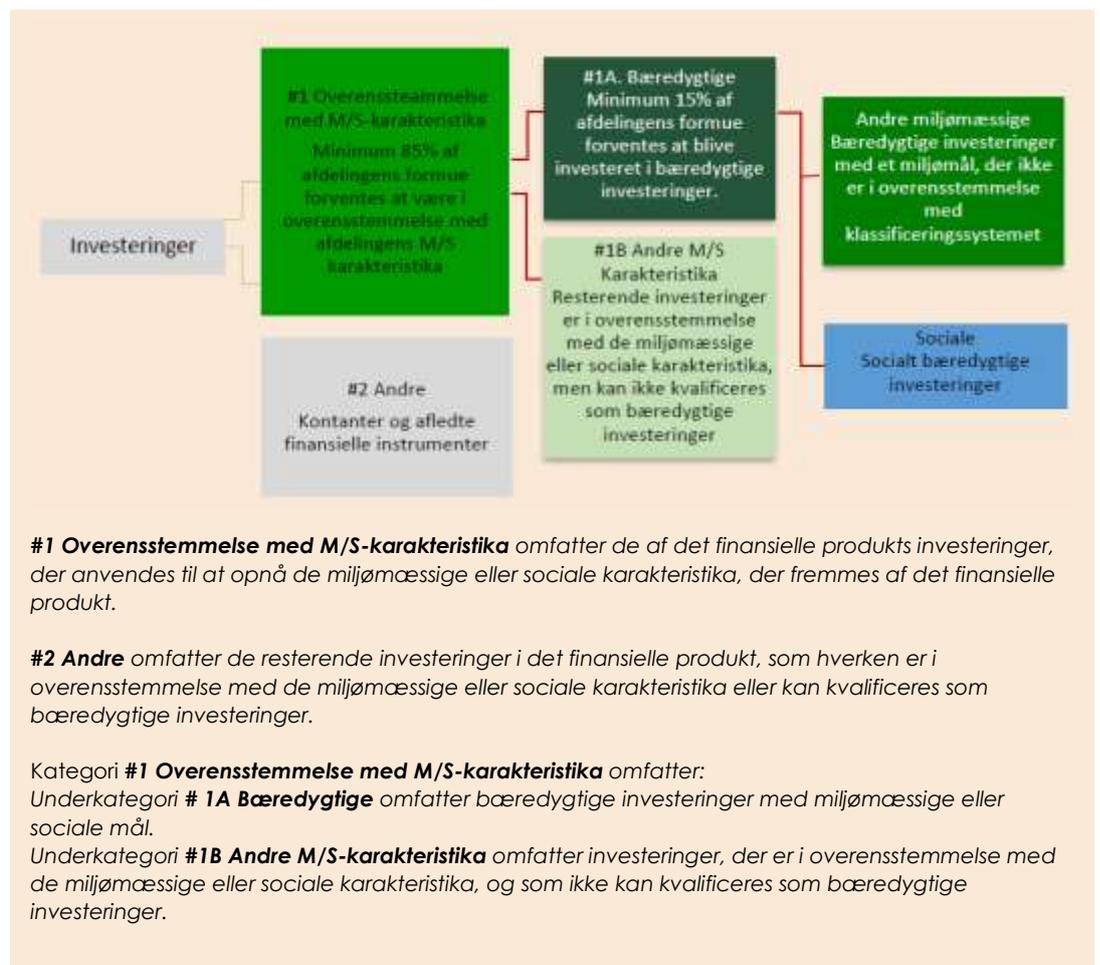 Investeringer
#1 Overenssteammelse
med M/S-karakteristika
Minimum 85% af
afdelingens formue
forventes at være i
overensstemmelse med
afdelingens M/S
karakteristika
#2 Andre
Kontanter og afledte
finansielle instrumenter
#1A. Bæredygtige
Minimum 15% af
afdelingens formue
forventes at blive
investeret i bæredygtige
investeringer.
#1B Andre M/S
Karakteristika
Resterende investeringer
er i overensstemmelse
med de miljømæssige
eller sociale karakteristika,
men kan ikke kvalificeres
som bæredygtige
investeringer
Andre miljømæssige
Bæredygtige investeringer
med et miljømål, der ikke
er i overensstemmelse
med
klassificeringssystemet
Sociale
Socialt bæredygtige
investeringer
#1 Overensstemmelse med M/S-karakteristika omfatter de af det finansielle produkts investeringer,
der anvendes til at opnå de miljømæssige eller sociale karakteristika, der fremmes af det finansielle
produkt.
#2 Andre omfatter de resterende investeringer i det finansielle produkt, som hverken er i
overensstemmelse med de miljømæssige eller sociale karakteristika eller kan kvalificeres som
bæredygtige investeringer.
Kategori #1 Overensstemmelse med M/S-karakteristika omfatter:
Underkategori # 1A Bæredygtige omfatter bæredygtige investeringer med miljømæssige eller
sociale mål.
Underkategori #1B Andre M/S-karakteristika omfatter investeringer, der er i overensstemmelse med
de miljømæssige eller sociale karakteristika, og som ikke kan kvalificeres som bæredygtige
investeringer.